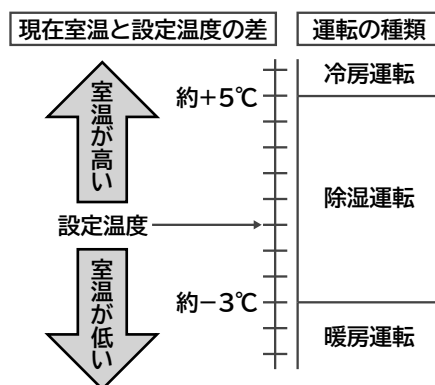 現在室温と設定温度の差
運転の種類
冷房運転
約+5℃
室温が高い
除湿運転
設定温度
室温が低い
約−3℃
暖房運転